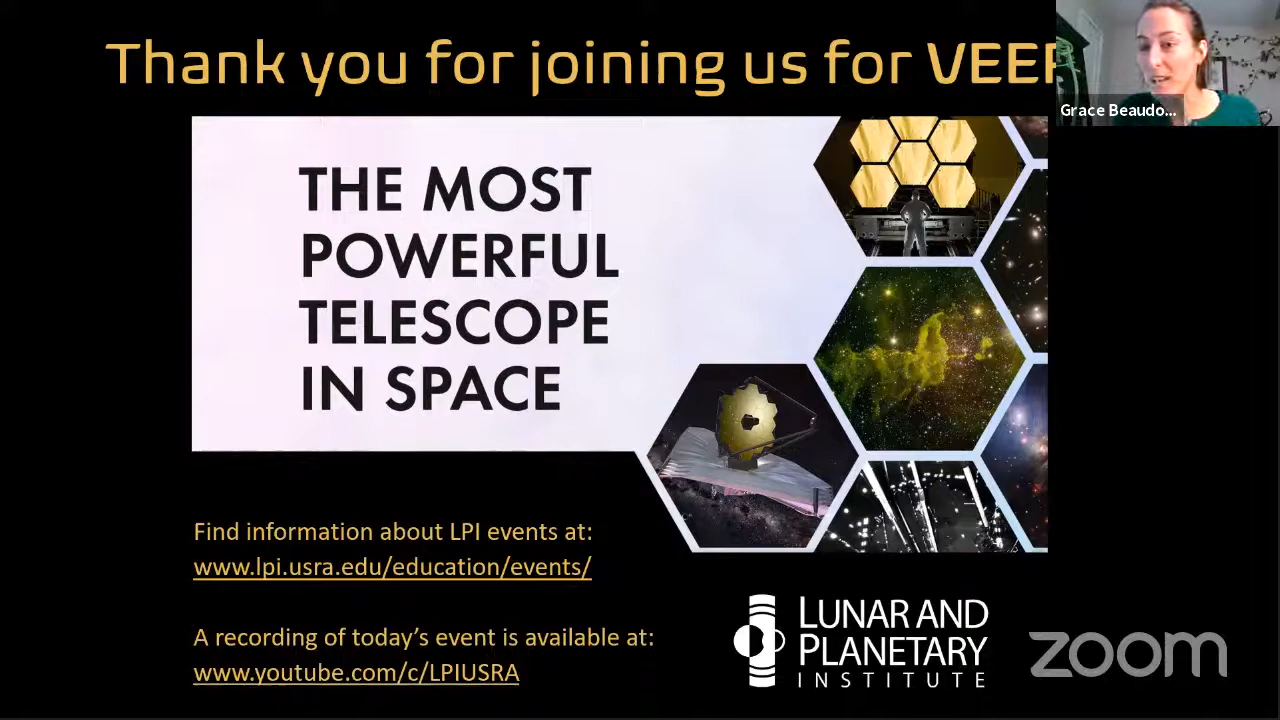 Thank you for joining us for VEE
Grace Beaudo...
THE MOST
POWERFUL
TELESCOPE
IN SPACE
Find information about LPI events at:
www.lpi.usra.edu/education/events/
A recording of today's event is available at:
www.youtube.com/c/LPIUSRA
LUNAR AND
PLANETARY
INSTITUTE
zoom